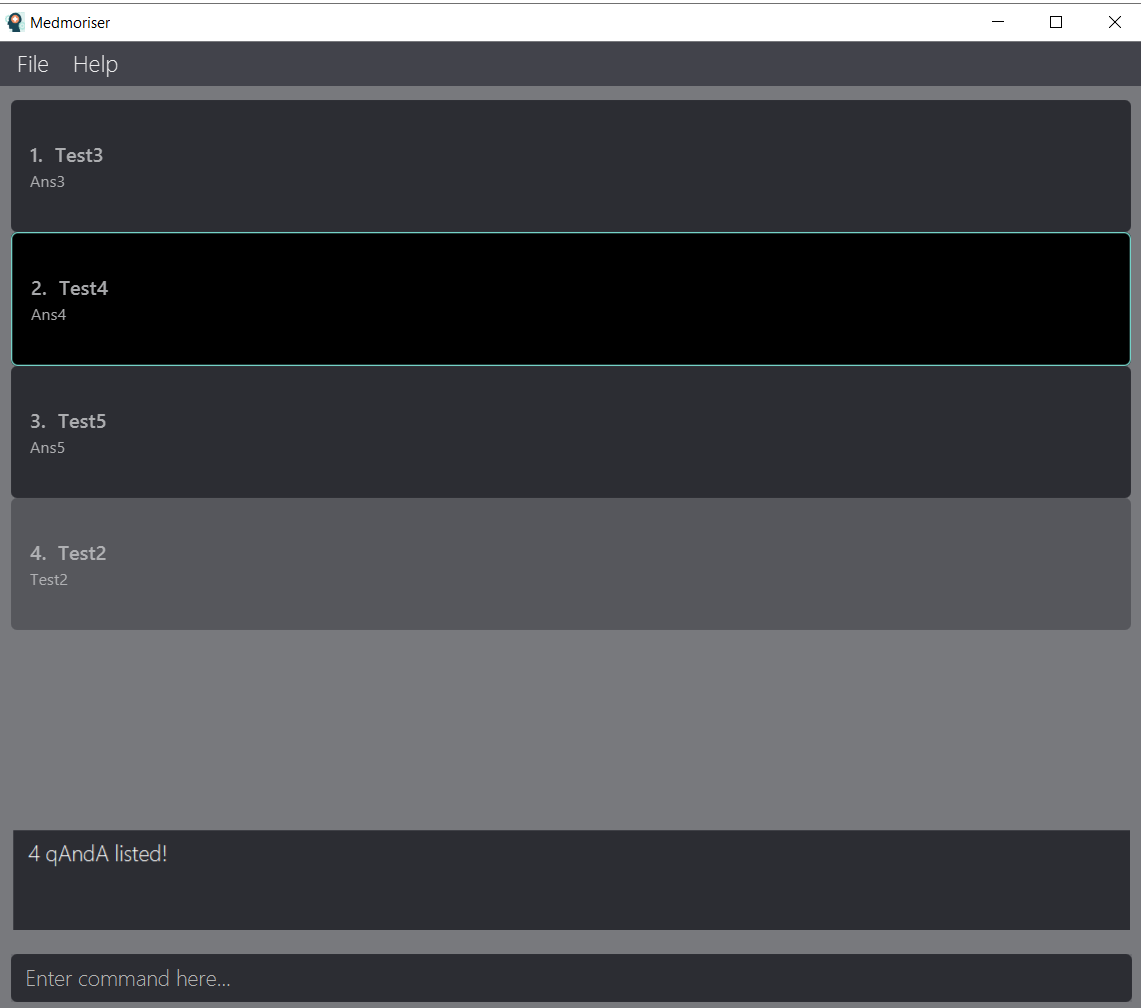 Medmoriser
File Help
1. Test3
Ans3
2. Test4
Ans4
3. Test5
Ans5
4. Test2
Test2
4 qAndA listed!
Enter command here...